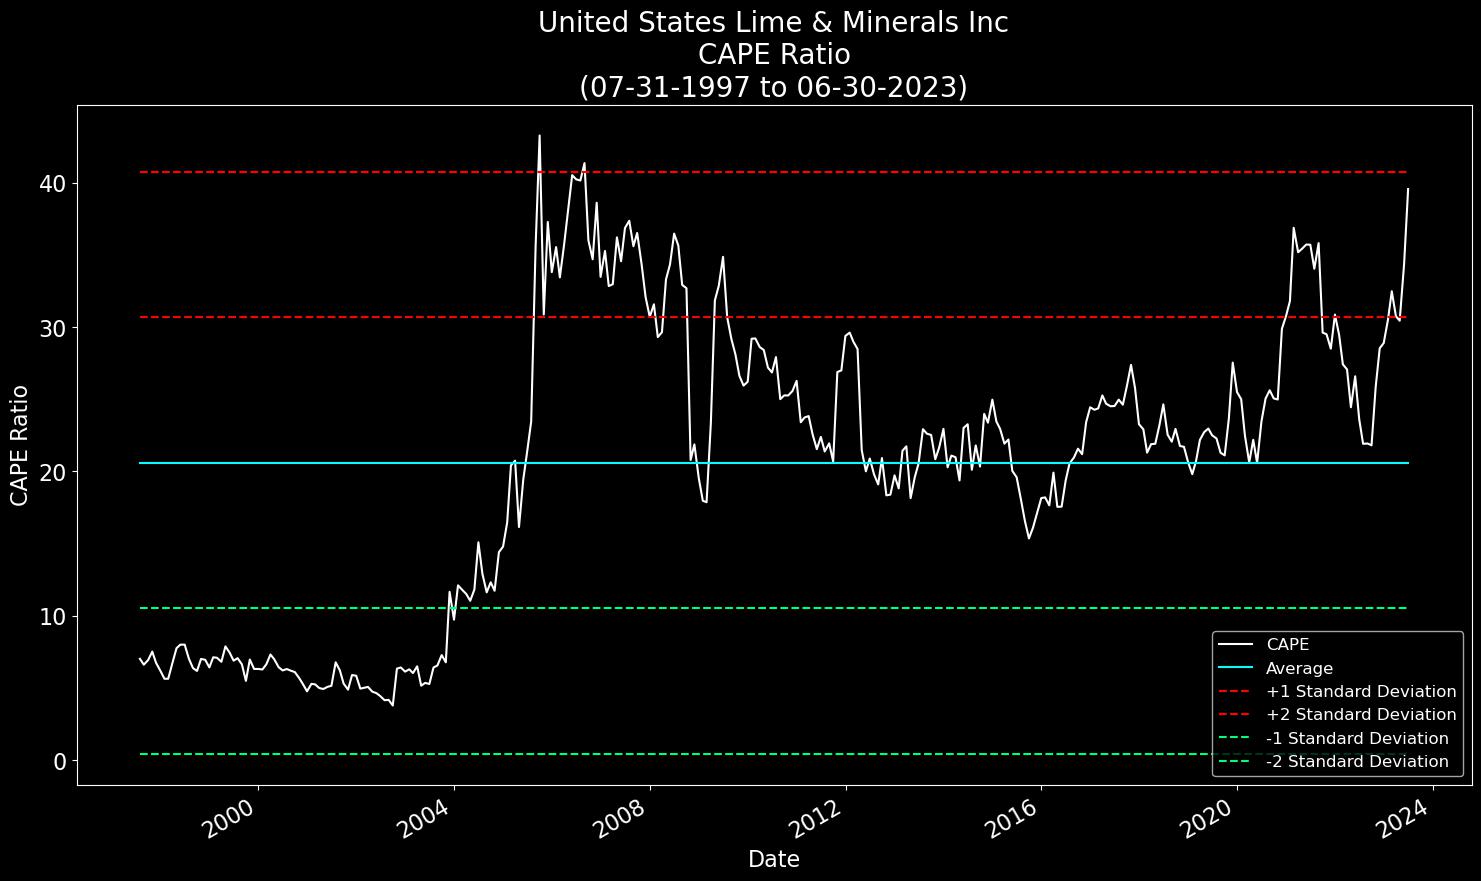 United States Lime & Minerals Inc
CAPE Ratio
(07-31-1997 to 06-30-2023)
CAPE Ratio
40
30
20
10
0
CAPE
Average
+1 Standard Deviation
+2 Standard Deviation
-1 Standard Deviation
-2 Standard Deviation
2000
2004
2008
2012
2016
2020
2024
Date